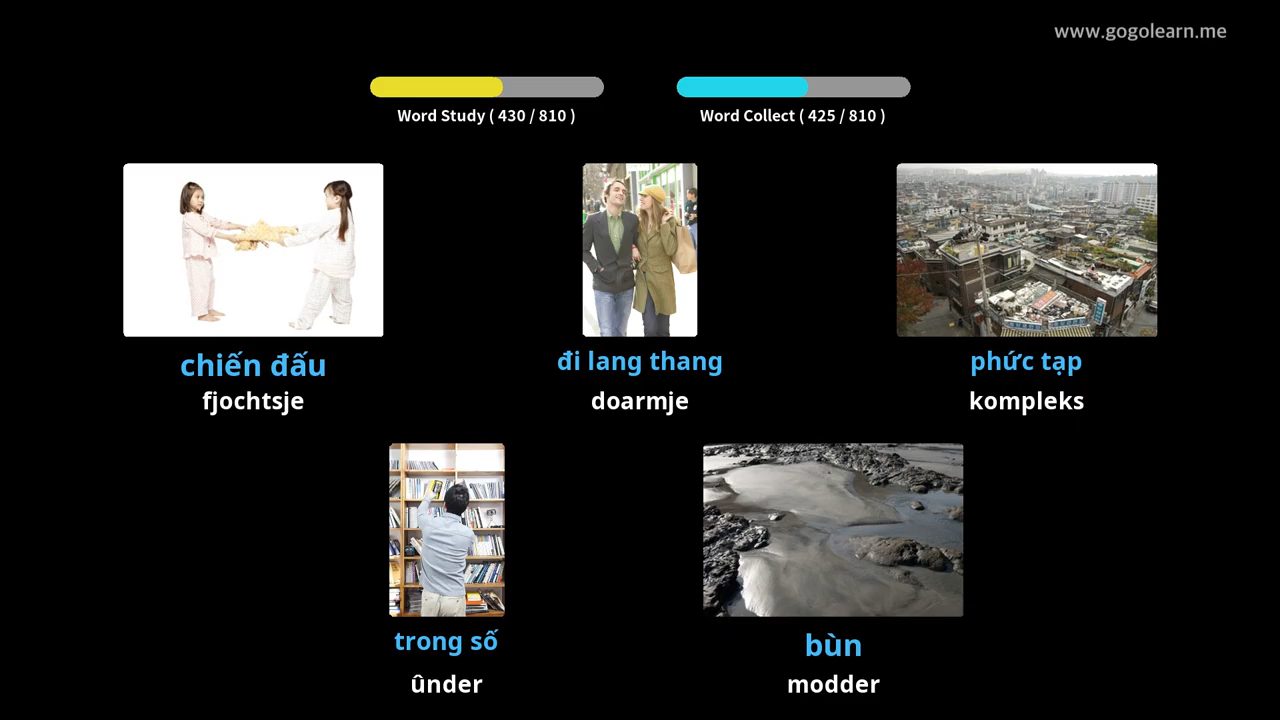 www.gogolearn.me
Word Study ( 430 / 810 )
Word Collect ( 425 / 810 )
chiến đấu
fjochtsje
đi lang thang
doarmje
phức tạp
kompleks
trong số
ûnder
bùn
modder